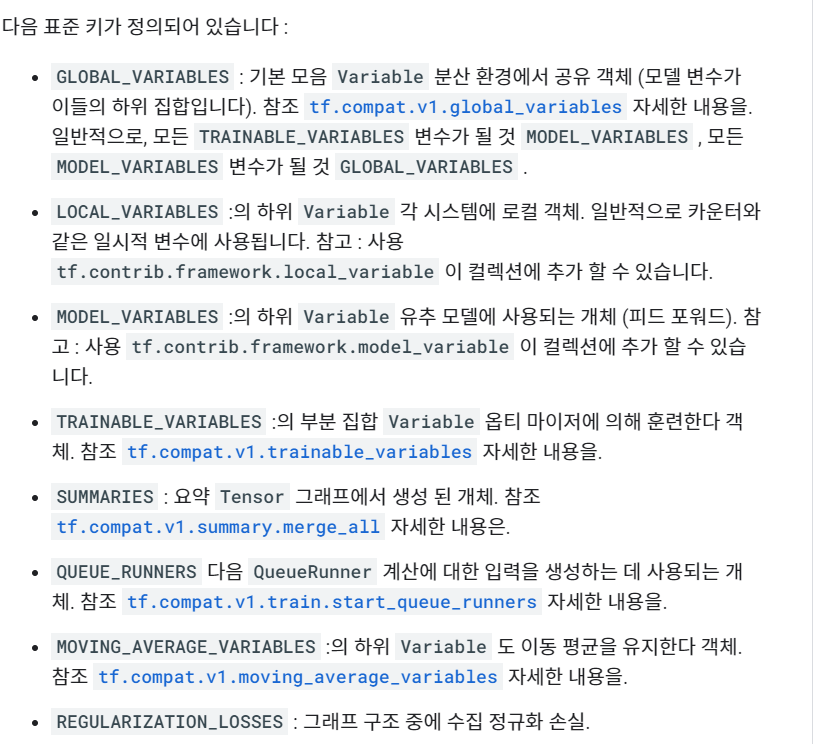 다음 표준 키가 정의되어 있습니다 :
• GLOBAL_VARIABLES : 기본 모음 Variable 분산 환경에서 공유 객체 (모델 변수가
이들의 하위 집합입니다). 참조 tf.compat.v1.global_variables 자세한 내용을.
일반적으로, 모든 TRAINABLE_VARIABLES 변수가 될 것 MODEL_VARIABLES , 모든
MODEL_VARIABLES 변수가 될 것 GLOBAL_VARIABLES .
• LOCAL_VARIABLES :의 하위 Variable 각 시스템에 로컬 객체. 일반적으로 카운터와
같은 일시적 변수에 사용됩니다. 참고 : 사용
tf.contrib.framework.local_variable 이 컬렉션에 추가 할 수 있습니다.
• MODEL_VARIABLES :의 하위 Variable 유추 모델에 사용되는 개체 (피드 포워드). 참
고 : 사용 tf.contrib.framework.model_variable 이 컬렉션에 추가 할 수 있습
니다.
• TRAINABLE_VARIABLES :의 부분 집합 Variable 옵티 마이저에 의해 훈련한다 객
체. 참조 tf.compat.v1.trainable_variables 자세한 내용을.
• SUMMARIES : 요약 Tensor 그래프에서 생성 된 개체. 참조
tf.compat.v1.summary.merge_all 자세한 내용은.
• QUEUE_RUNNERS 다음 QueueRunner 계산에 대한 입력을 생성하는 데 사용되는 개
체. 참조 tf.compat.v1.train.start_queue_runners 자세한 내용을.
• MOVING_AVERAGE_VARIABLES :의 하위 Variable 도 이동 평균을 유지한다 객체.
참조 tf.compat.v1.moving_average_variables 자세한 내용을.
• REGULARIZATION_LOSSES : 그래프 구조 중에 수집 정규화 손실.